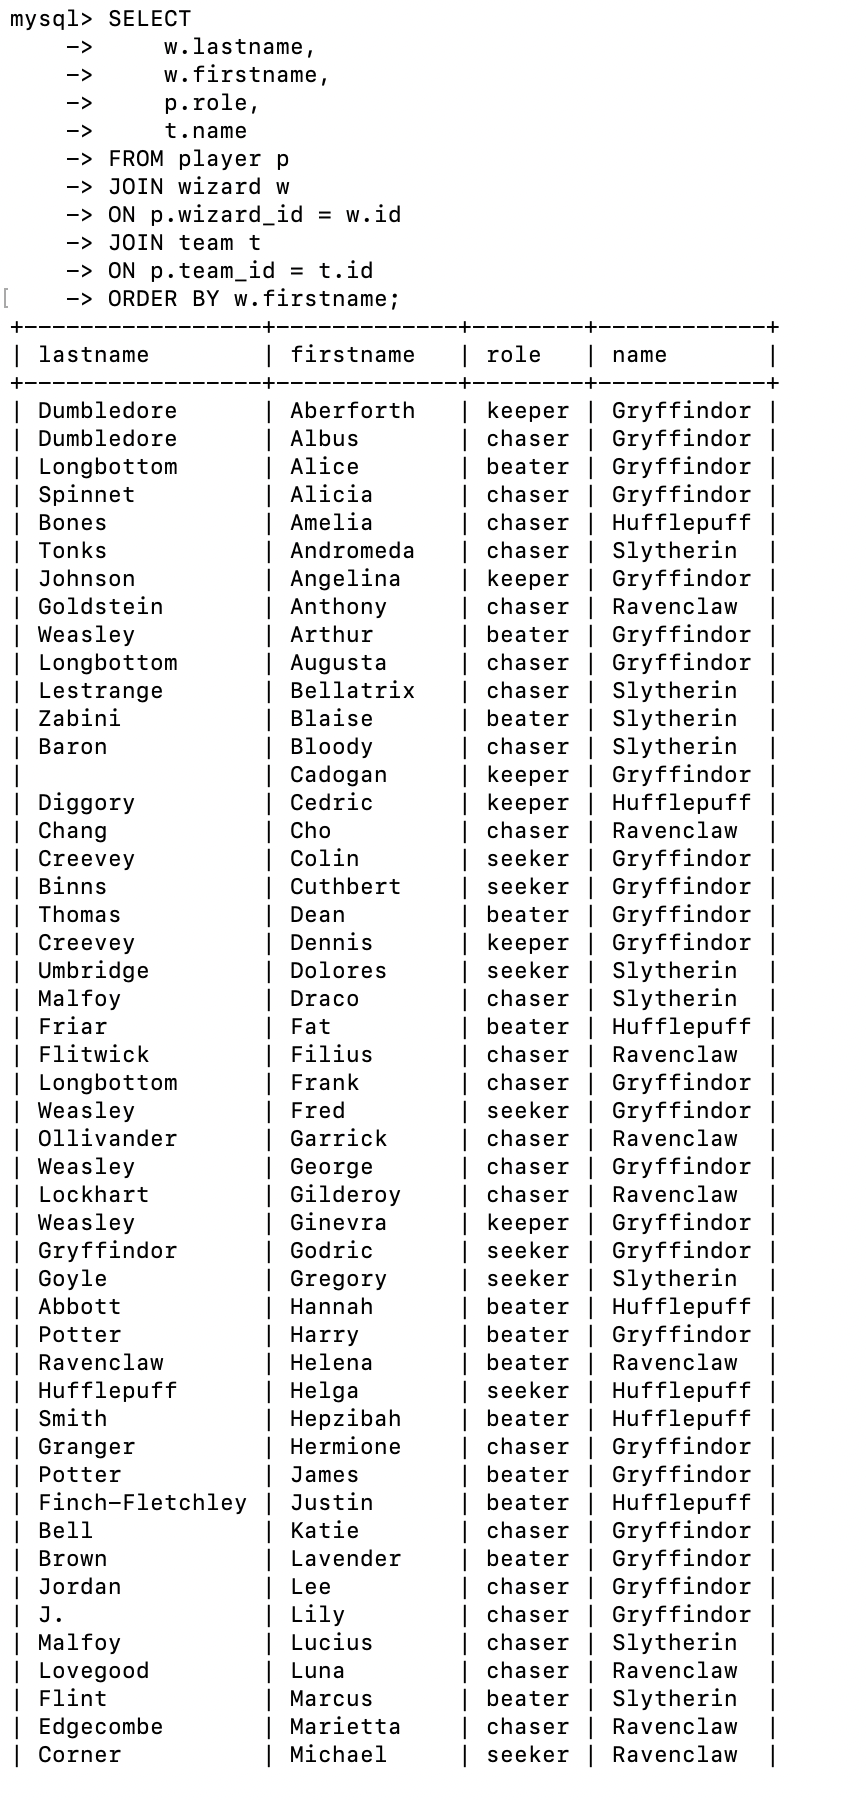 mysql> SELECT
    ->     w.lastname,
    ->     w.firstname,
    ->     p.role,
    ->     t.name
    -> FROM player p
    -> JOIN wizard w
    -> ON p.wizard_id = w.id
    -> JOIN team t
    -> ON p.team_id = t.id
[    -> ORDER BY w.firstname;
+-----------------+-------------+--------+------------+
| lastname        | firstname   | role   | name       |
+-----------------+-------------+--------+------------+
| Dumbledore      | Aberforth   | keeper | Gryffindor |
| Dumbledore      | Albus       | chaser | Gryffindor |
| Longbottom      | Alice       | beater | Gryffindor |
| Spinnet         | Alicia      | chaser | Gryffindor |
| Bones           | Amelia      | chaser | Hufflepuff |
| Tonks           | Andromeda   | chaser | Slytherin  |
| Johnson         | Angelina    | keeper | Gryffindor |
| Goldstein       | Anthony     | chaser | Ravenclaw  |
| Weasley         | Arthur      | beater | Gryffindor |
| Longbottom      | Augusta     | chaser | Gryffindor |
| Lestrange       | Bellatrix   | chaser | Slytherin  |
| Zabini          | Blaise      | beater | Slytherin  |
| Baron           | Bloody      | chaser | Slytherin  |
|                 | Cadogan     | keeper | Gryffindor |
| Diggory         | Cedric      | keeper | Hufflepuff |
| Chang           | Cho         | chaser | Ravenclaw  |
| Creevey         | Colin       | seeker | Gryffindor |
| Binns           | Cuthbert    | seeker | Gryffindor |
| Thomas          | Dean        | beater | Gryffindor |
| Creevey         | Dennis      | keeper | Gryffindor |
| Umbridge        | Dolores     | seeker | Slytherin  |
| Malfoy          | Draco       | chaser | Slytherin  |
| Friar           | Fat         | beater | Hufflepuff |
| Flitwick        | Filius      | chaser | Ravenclaw  |
| Longbottom      | Frank       | chaser | Gryffindor |
| Weasley         | Fred        | seeker | Gryffindor |
| Ollivander      | Garrick     | chaser | Ravenclaw  |
| Weasley         | George      | chaser | Gryffindor |
| Lockhart        | Gilderoy    | chaser | Ravenclaw  |
| Weasley         | Ginevra     | keeper | Gryffindor |
| Gryffindor      | Godric      | seeker | Gryffindor |
| Goyle           | Gregory     | seeker | Slytherin  |
| Abbott          | Hannah      | beater | Hufflepuff |
| Potter          | Harry       | beater | Gryffindor |
| Ravenclaw       | Helena      | beater | Ravenclaw  |
| Hufflepuff      | Helga       | seeker | Hufflepuff |
| Smith           | Hepzibah    | beater | Hufflepuff |
| Granger         | Hermione    | chaser | Gryffindor |
| Potter          | James       | beater | Gryffindor |
| Finch-Fletchley | Justin      | beater | Hufflepuff |
| Bell            | Katie       | chaser | Gryffindor |
| Brown           | Lavender    | beater | Gryffindor |
| Jordan          | Lee         | chaser | Gryffindor |
| J.              | Lily        | chaser | Gryffindor |
| Malfoy          | Lucius      | chaser | Slytherin  |
| Lovegood        | Luna        | chaser | Ravenclaw  |
| Flint           | Marcus      | beater | Slytherin  |
| Edgecombe       | Marietta    | chaser | Ravenclaw  |
| Corner          | Michael     | seeker | Ravenclaw  |